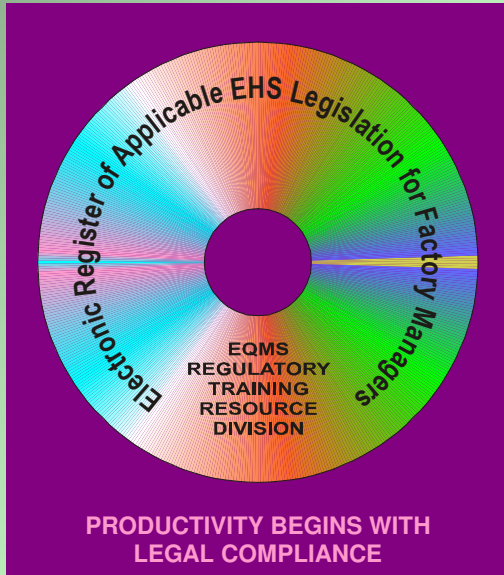 Electronic Register of Applicable EHS Legislation for Factory Managers
EQMS
REGULATORY
TRAINING
RESOURCE
DIVISION
PRODUCTIVITY BEGINS WITH
LEGAL COMPLIANCE